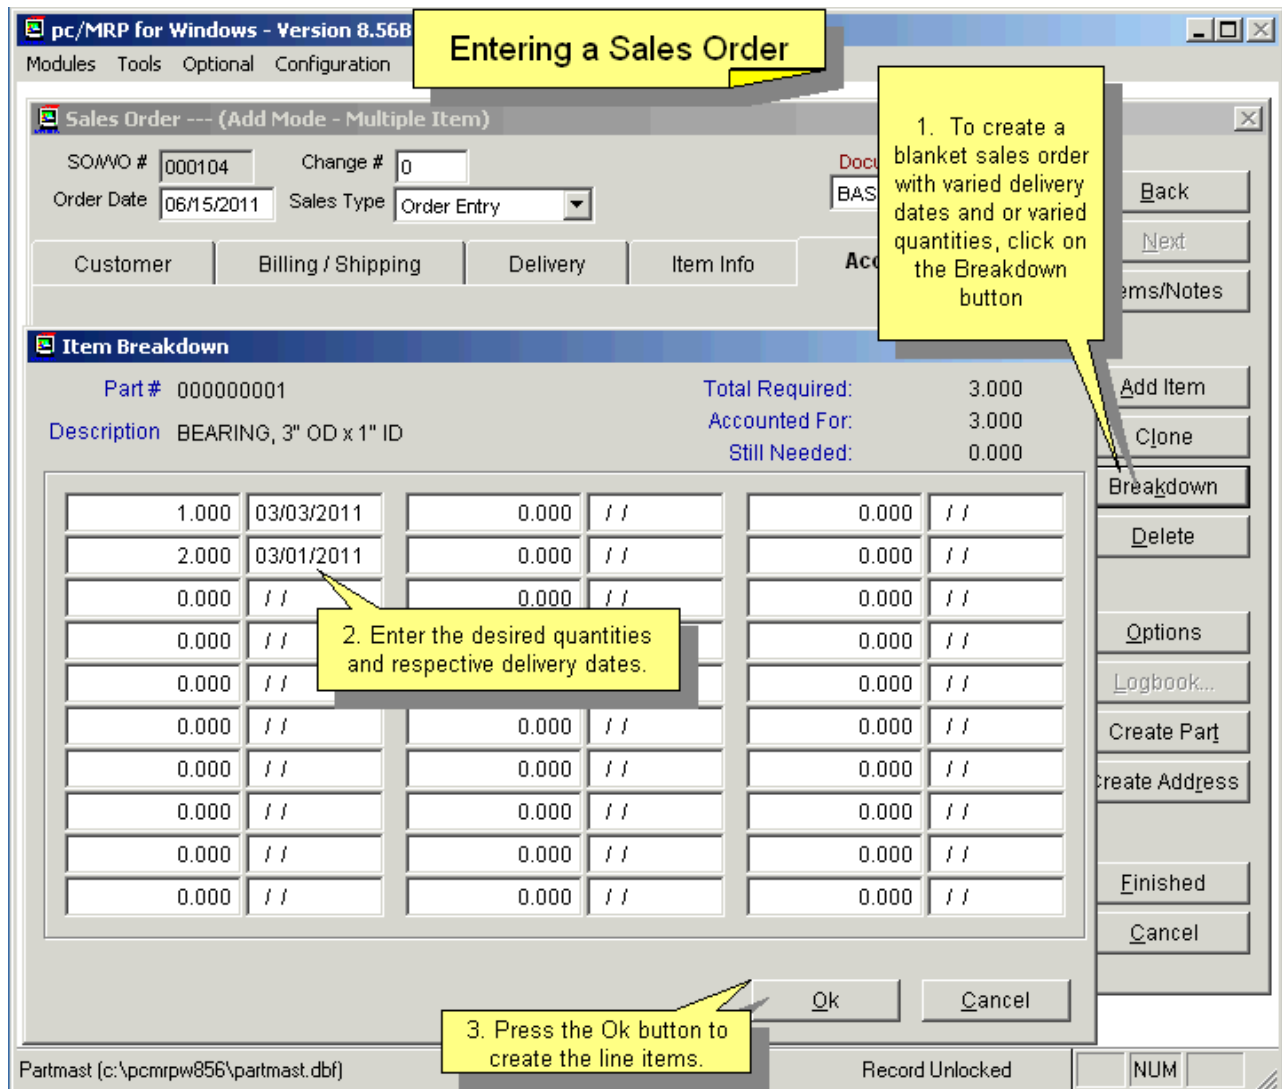 pc/MRP for Windows - Version 8.56B
Entering a Sales Order
Modules Tools Optional Configuration
Sales Order --- (Add Mode - Multiple Item)
SO/WO # 000104 Change # 0
Order Date 06/15/2011 Sales Type Order Entry
BAS
1. To create a
blanket sales order
with varied delivery
dates and or varied
quantities, click on
the Breakdown
button
Back
Next
ems/Notes
Customer Billing / Shipping Delivery Item Info
Item Breakdown
Part # 000000001 Total Required: 3.000
Accounted For: 3.000
Description BEARING, 3" OD x 1" ID
Still Needed: 0.000
Add Item
Clone
Breakdown
Delete
1.000 03/03/2011 0.000 / / 0.000 / /
2.000 03/01/2011 0.000 / / 0.000 / /
0.000 / / 0.000 / / 0.000 / /
0.000 / / 0.000 / /
0.000 / / 0.000 / /
0.000 / / 0.000 / / 0.000 / /
0.000 / / 0.000 / / 0.000 / /
0.000 / / 0.000 / / 0.000 / /
0.000 / / 0.000 / / 0.000 / /
0.000 / / 0.000 / / 0.000 / /
2. Enter the desired quantities
and respective delivery dates.
Options
Logbook...
Create Part
Create Address
Finished
Cancel
Ok Cancel
3. Press the Ok button to
create the line items.
Partmast (c:\pcmrpw856\partmast.dbf) Record Unlocked NUM